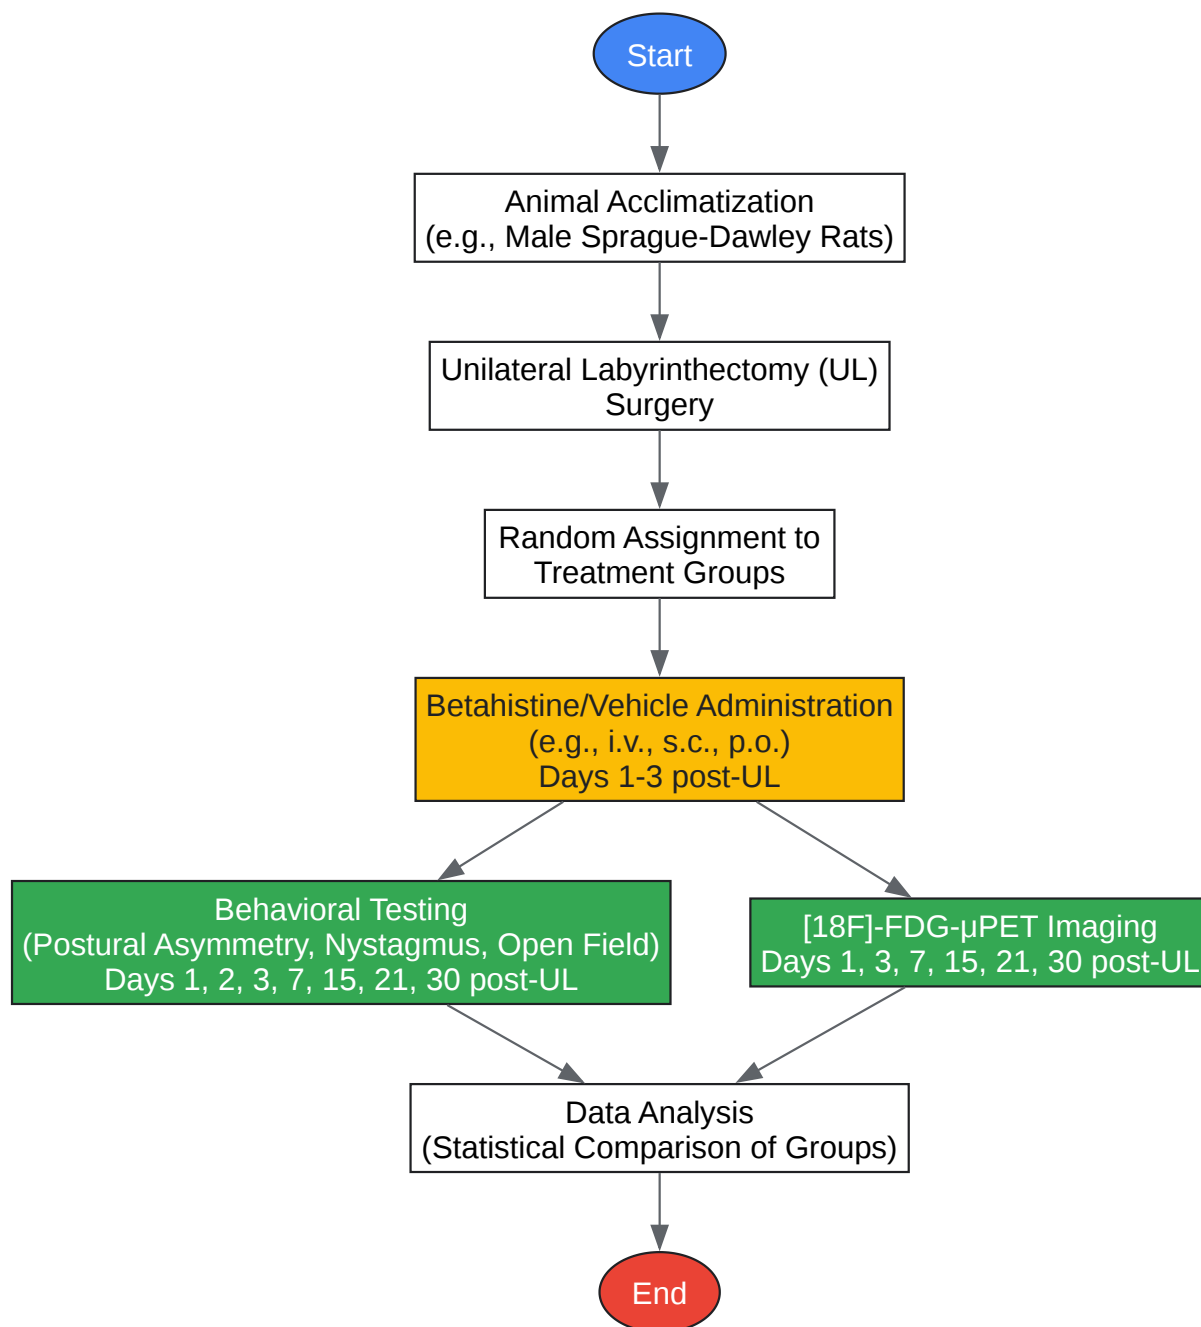 Start
Animal Acclimatization
(e.g., Male Sprague-Dawley Rats)
Unilateral Labyrinthectomy (UL)
Surgery
Random Assignment to
Treatment Groups
Betahistine/Vehicle Administration
(e.g., i.v., s.c., p.o.)
Days 1-3 post-UL
Behavioral Testing
(Postural Asymmetry, Nystagmus, Open Field)
Days 1, 2, 3, 7, 15, 21, 30 post-UL
[18F]-FDG-μPET Imaging
Days 1, 3, 7, 15, 21, 30 post-UL
Data Analysis
(Statistical Comparison of Groups)
End